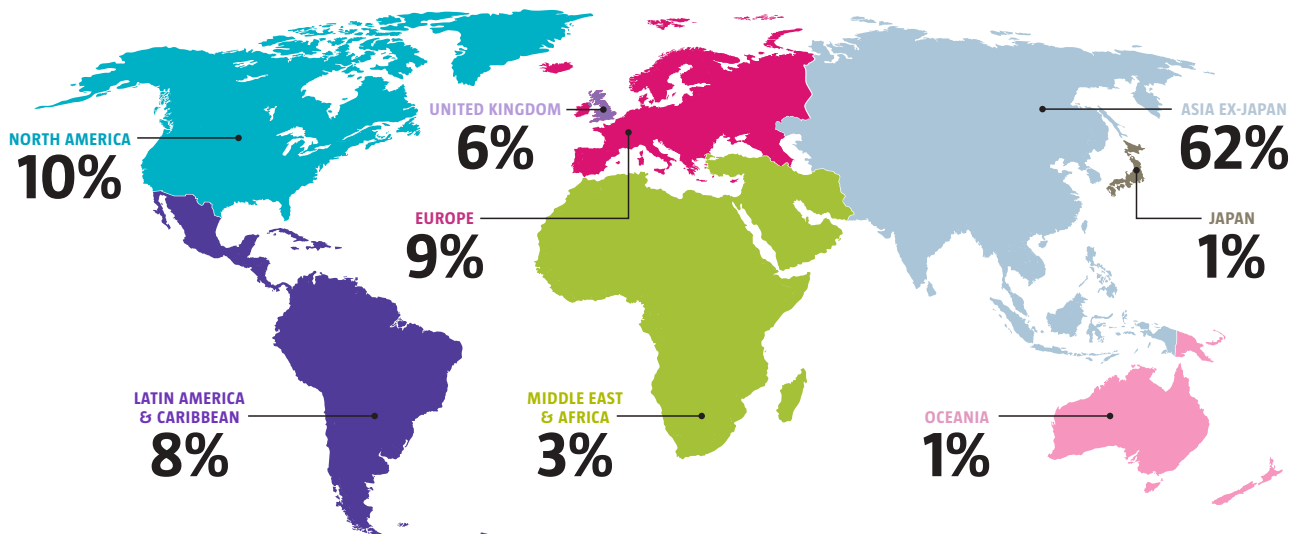 NORTH AMERICA
10%
UNITED KINGDOM
6%
EUROPE
9%
ASIA EX-JAPAN
62%
JAPAN
1%
LATIN AMERICA
& CARIBBEAN
8%
MIDDLE EAST
& AFRICA
3%
OCEANIA
1%